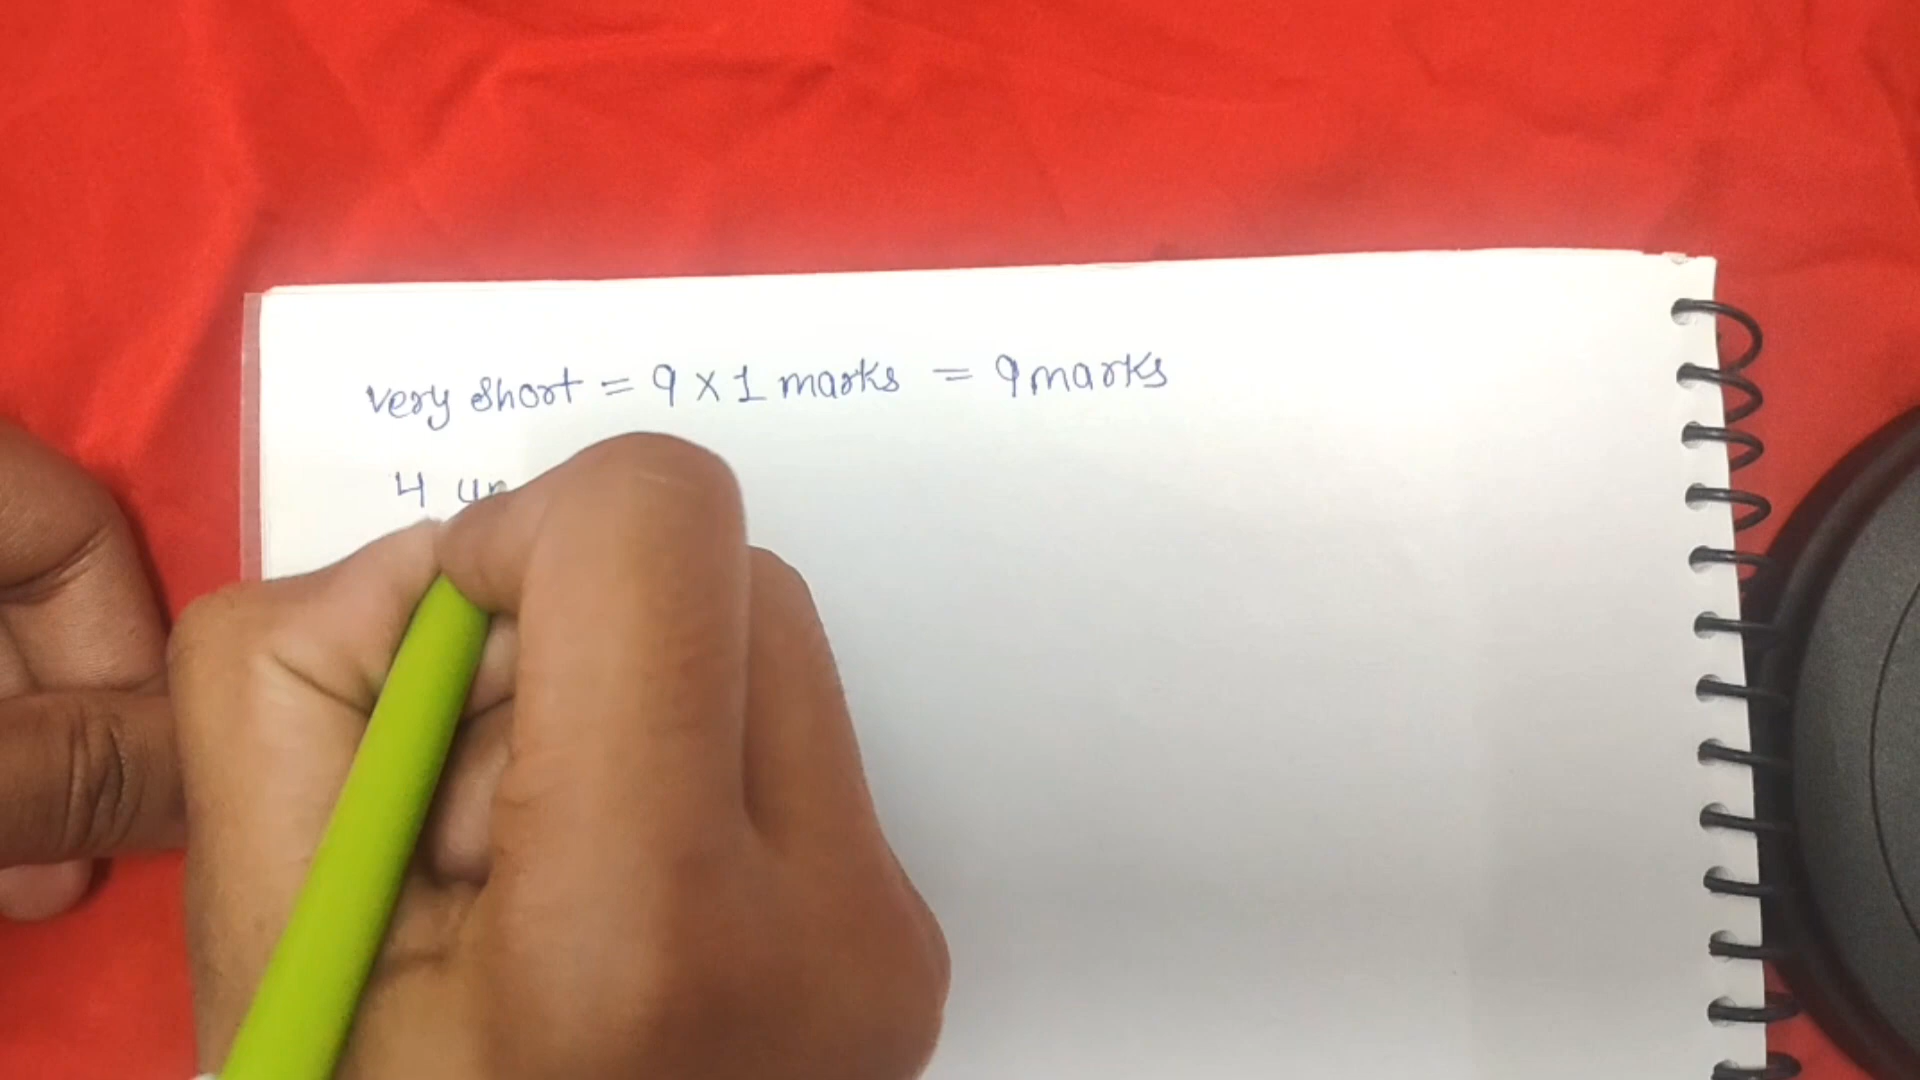 very short = 9 x 1 marks = 9 marks
4